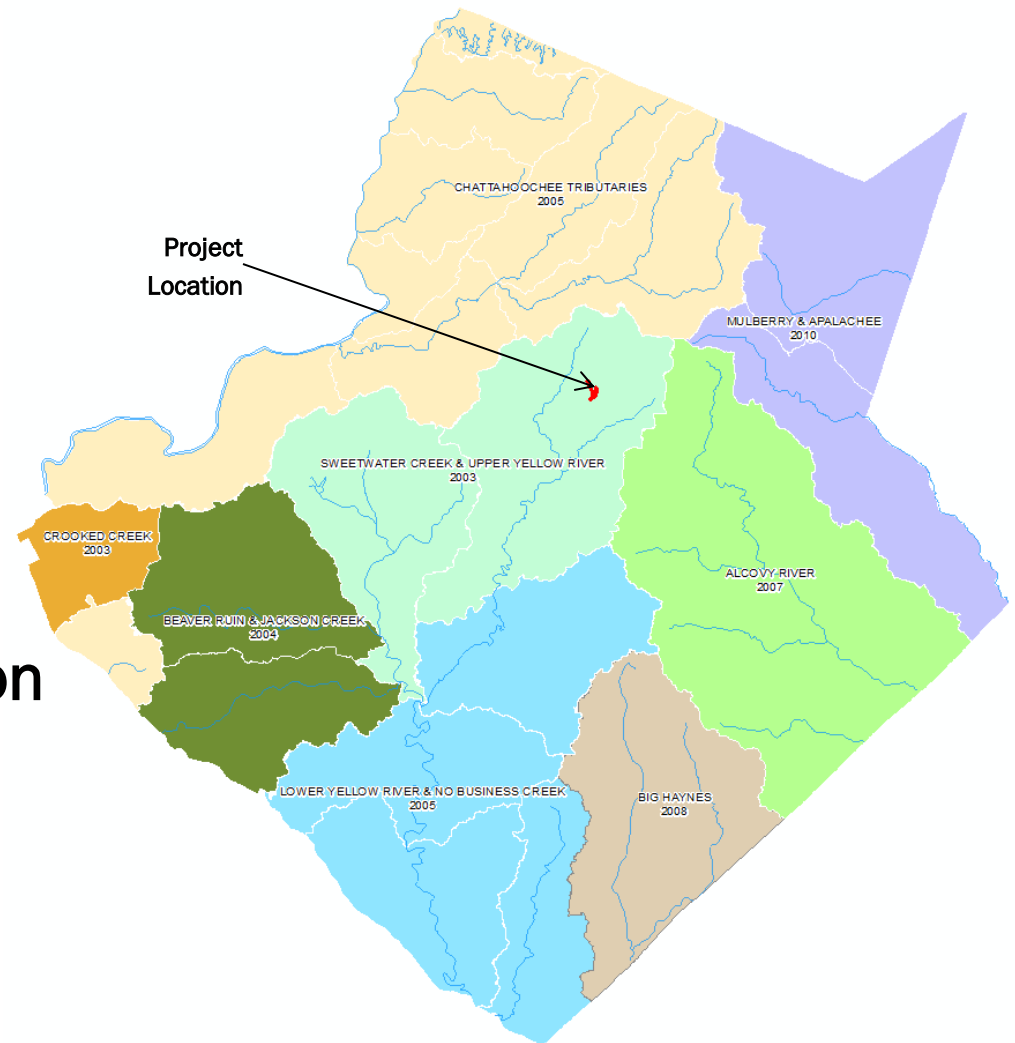 CHATTAHOOCHEE TRIBUTARIES
2005
Project
Location
MULBERRY & APALACHEE
2010
SWEETWATER CREEK & UPPER YELLOW RIVER
2003
CROOKED CREEK
2003
ALCOVY RIVER
2007
BEAVER RUIN & JACKSON CREEK
2004
on
LOWER YELLOW RIVER & NO BUSINESS CREEK
2005
BIG HAYNES
2008